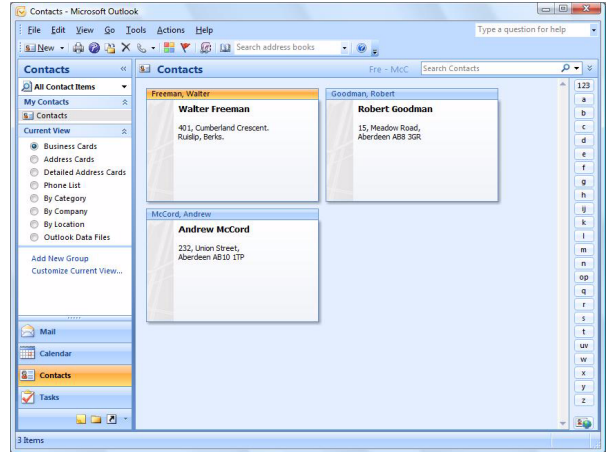 Contacts - Microsoft Outlook
File Edit View Go Tools Actions Help
Type a question for help
New
Search address books
Contacts
Contacts
Fre - McC
Search Contacts
All Contact Items
My Contacts
Contacts
Current View
Business Cards
Address Cards
Detailed Address Cards
Phone List
By Category
By Company
By Location
Outlook Data Files
Add New Group
Customize Current View...
Mail
Calendar
Contacts
Tasks
Freeman, Walter
Walter Freeman
401, Cumberland Crescent.
Ruislip, Berks.
Goodman, Robert
Robert Goodman
15, Meadow Road,
Aberdeen AB8 3GR
McCord, Andrew
Andrew McCord
232, Union Street,
Aberdeen AB10 1TP
123
a
b
c
d
e
f
g
h
ij
k
l
m
n
op
q
r
s
t
uv
w
x
y
z
3 Items